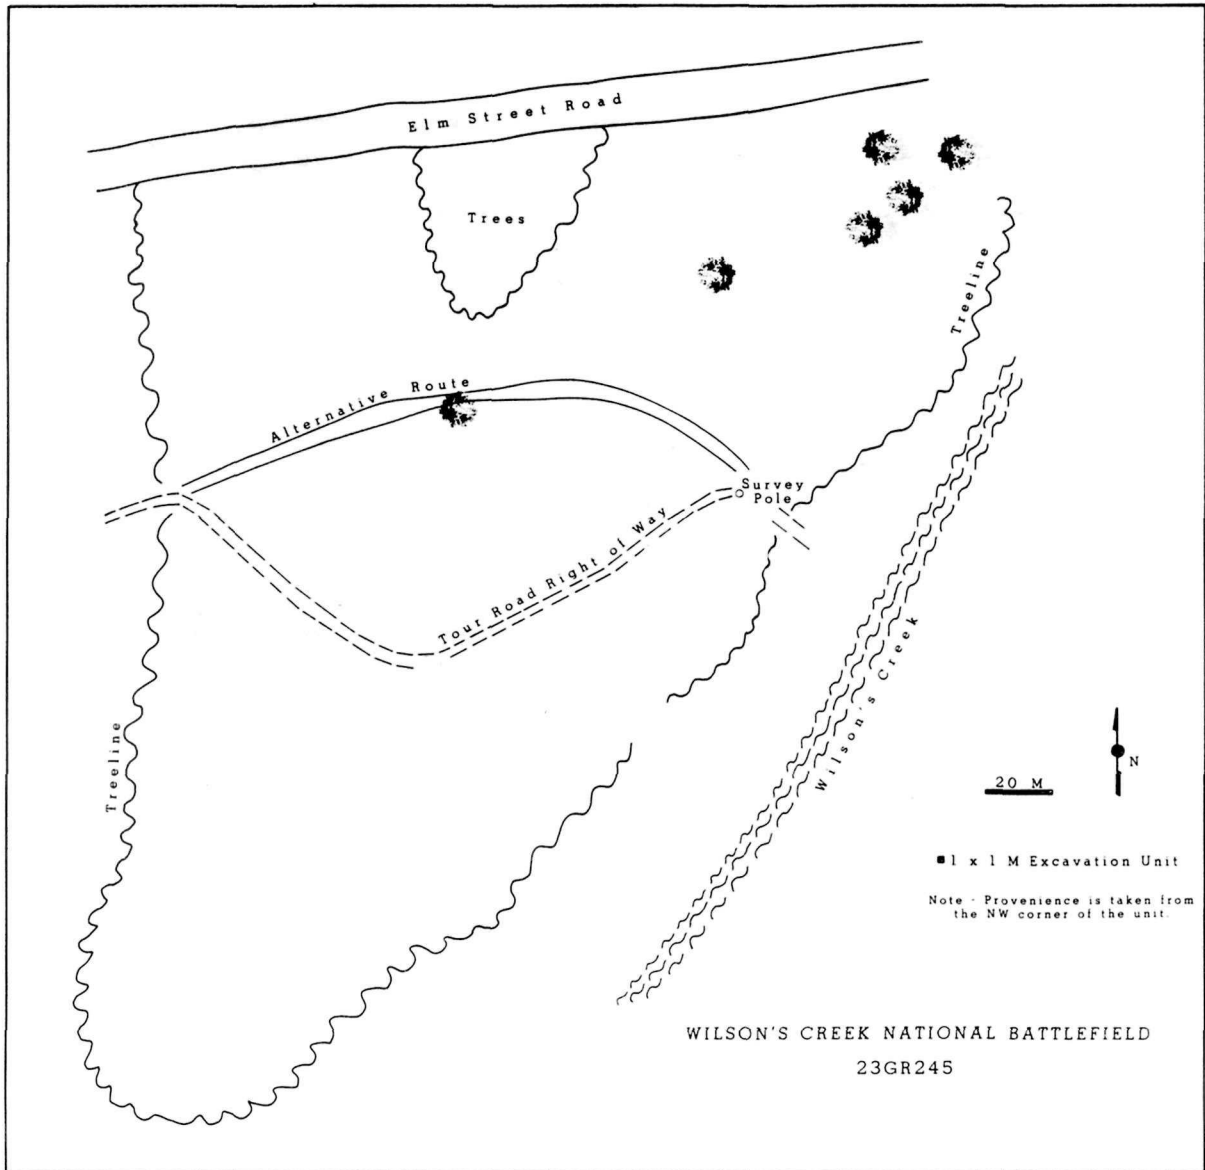 Elm Street Road
Trees
Treeline
Alternative Route
Survey
Pole
Tour Road Right of Way
Wilson's Creek
Treeline
N
20 M
1 x 1 M Excavation Unit
Note - Provenience is taken from
the NW corner of the unit.
WILSON'S CREEK NATIONAL BATTLEFIELD
23GR245